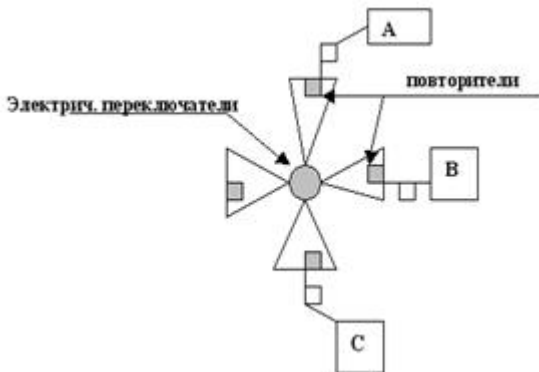 А
повторители
Электрич. переключатели
В
С